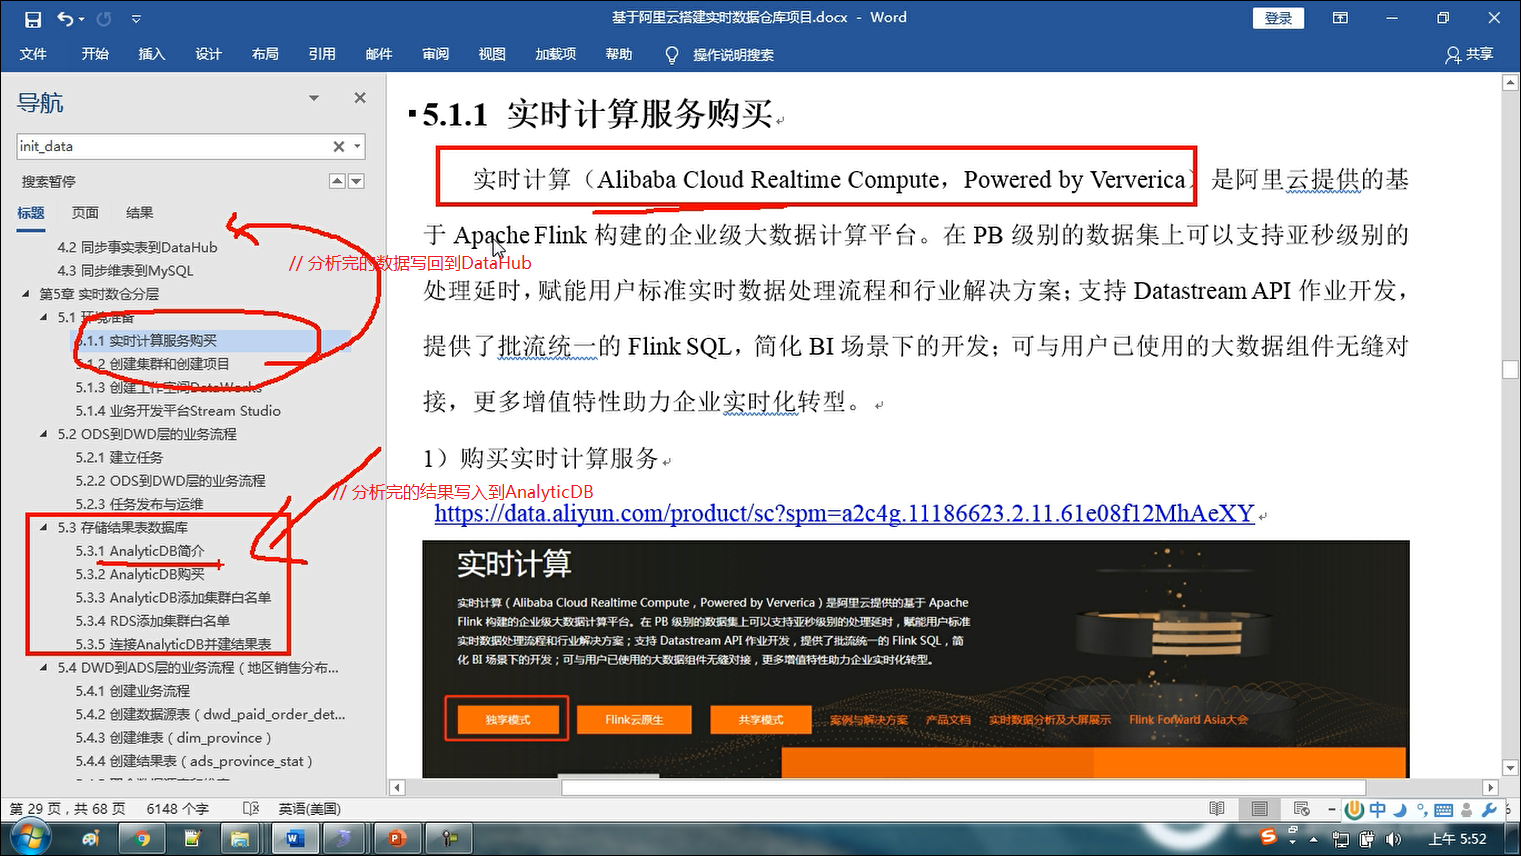 基于阿里云搭建实时数据仓库项目.docx - Word
登录
文件 开始 插入 设计 布局 引用 邮件 审阅 视图 加载项 帮助 操作说明搜索 共享
导航
init_data
搜索暂停
标题 页面 结果
4.2 同步事实表到DataHub
4.3 同步维表到MySQL
第5章 实时数仓分层
5.1 环境准备
5.1.1 实时计算服务购买
5.1.2 创建集群和创建项目
5.1.3 创建工作空间DataWorks
5.1.4 业务开发平台Stream Studio
5.2 ODS到DWD层的业务流程
5.2.1 建立任务
5.2.2 ODS到DWD层的业务流程
5.2.3 任务发布与运维
5.3 存储结果表数据库
5.3.1 AnalyticDB简介
5.3.2 AnalyticDB购买
5.3.3 AnalyticDB添加集群白名单
5.3.4 RDS添加集群白名单
5.3.5 连接AnalyticDB并建结果表
5.4 DWD到ADS层的业务流程（地区销售分布...
5.4.1 创建业务流程
5.4.2 创建数据源表（dwd_paid_order_det...
5.4.3 创建维表（dim_province）
5.4.4 创建结果表（ads_province_stat）
// 分析完的数据写回到DataHub
// 分析完的结果写入到AnalyticDB
5.1.1 实时计算服务购买
实时计算（Alibaba Cloud Realtime Compute，Powered by Ververica）是阿里云提供的基
于 Apache Flink 构建的企业级大数据计算平台。在 PB 级别的数据集上可以支持亚秒级别的
处理延时，赋能用户标准实时数据处理流程和行业解决方案；支持 Datastream API 作业开发，
提供了批流统一的 Flink SQL，简化 BI 场景下的开发；可与用户已使用的大数据组件无缝对
接，更多增值特性助力企业实时化转型。
1）购买实时计算服务
https://data.aliyun.com/product/sc?spm=a2c4g.11186623.2.11.61e08f12MhAeXY
实时计算
实时计算（Alibaba Cloud Realtime Compute，Powered by Ververica）是阿里云提供的基于 Apache
Flink 构建的企业级大数据计算平台。在 PB 级别的数据集上可以支持亚秒级别的处理延时，赋能用户标准
实时数据处理流程和行业解决方案；支持 Datastream API 作业开发，提供了批流统一的 Flink SQL，简
化 BI 场景下的开发；可与用户已使用的大数据组件无缝对接，更多增值特性助力企业实时化转型。
独享模式 Flink云原生 共享模式 案例与解决方案 产品文档 实时数据分析及大屏展示 Flink Forward Asia大会
第 29 页，共 68 页 6148 个字 英语(美国)
中
上午 5:52